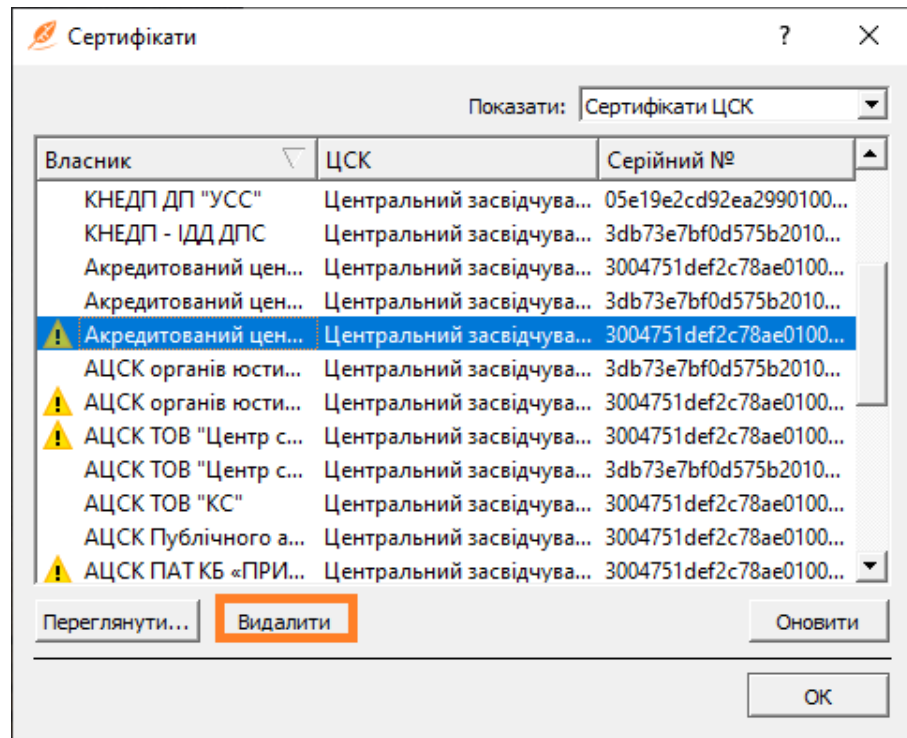 Сертифікати
Показати: Сертифікати ЦСК
Власник ЦСК Серійний №
КНЕДП ДП "УСС" Центральний засвідчува... 05e19e2cd92ea2990100...
КНЕДП - ІДД ДПС Центральний засвідчува... 3db73e7bf0d575b2010...
Акредитований цен... Центральний засвідчува... 3004751def2c78ae0100...
Акредитований цен... Центральний засвідчува... 3db73e7bf0d575b2010...
Акредитований цен... Центральний засвідчува... 3004751def2c78ae0100...
АЦСК органів юсти... Центральний засвідчува... 3db73e7bf0d575b2010...
АЦСК органів юсти... Центральний засвідчува... 3004751def2c78ae0100...
АЦСК ТОВ "Центр с... Центральний засвідчува... 3004751def2c78ae0100...
АЦСК ТОВ "Центр с... Центральний засвідчува... 3db73e7bf0d575b2010...
АЦСК ТОВ "КС" Центральний засвідчува... 3004751def2c78ae0100...
АЦСК Публічного а... Центральний засвідчува... 3004751def2c78ae0100...
АЦСК ПАТ КБ «ПРИ... Центральний засвідчува... 3004751def2c78ae0100...
Переглянути... Видалити Оновити
ОК